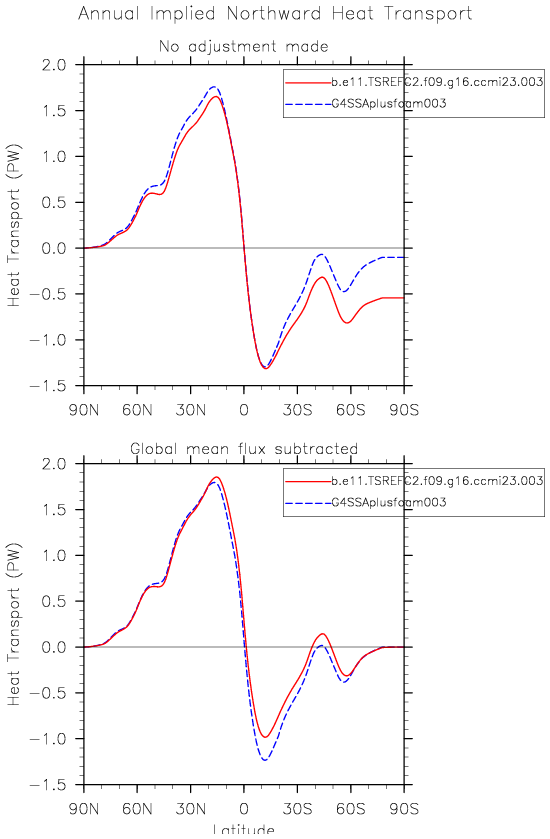 Annual Implied Northward Heat Transport
No adjustment made
2.0
1.5
1.0
0.5
0.0
−0.5
−1.0
−1.5
Heat Transport (PW)
b.e11.TSREFC2.f09.g16.ccmi23.003
G4SSAplusfoam003
90N 60N 30N 0 30S 60S 90S
Global mean flux subtracted
2.0
1.5
1.0
0.5
0.0
−0.5
−1.0
−1.5
Heat Transport (PW)
b.e11.TSREFC2.f09.g16.ccmi23.003
G4SSAplusfoam003
90N 60N 30N 0 30S 60S 90S
Latitude